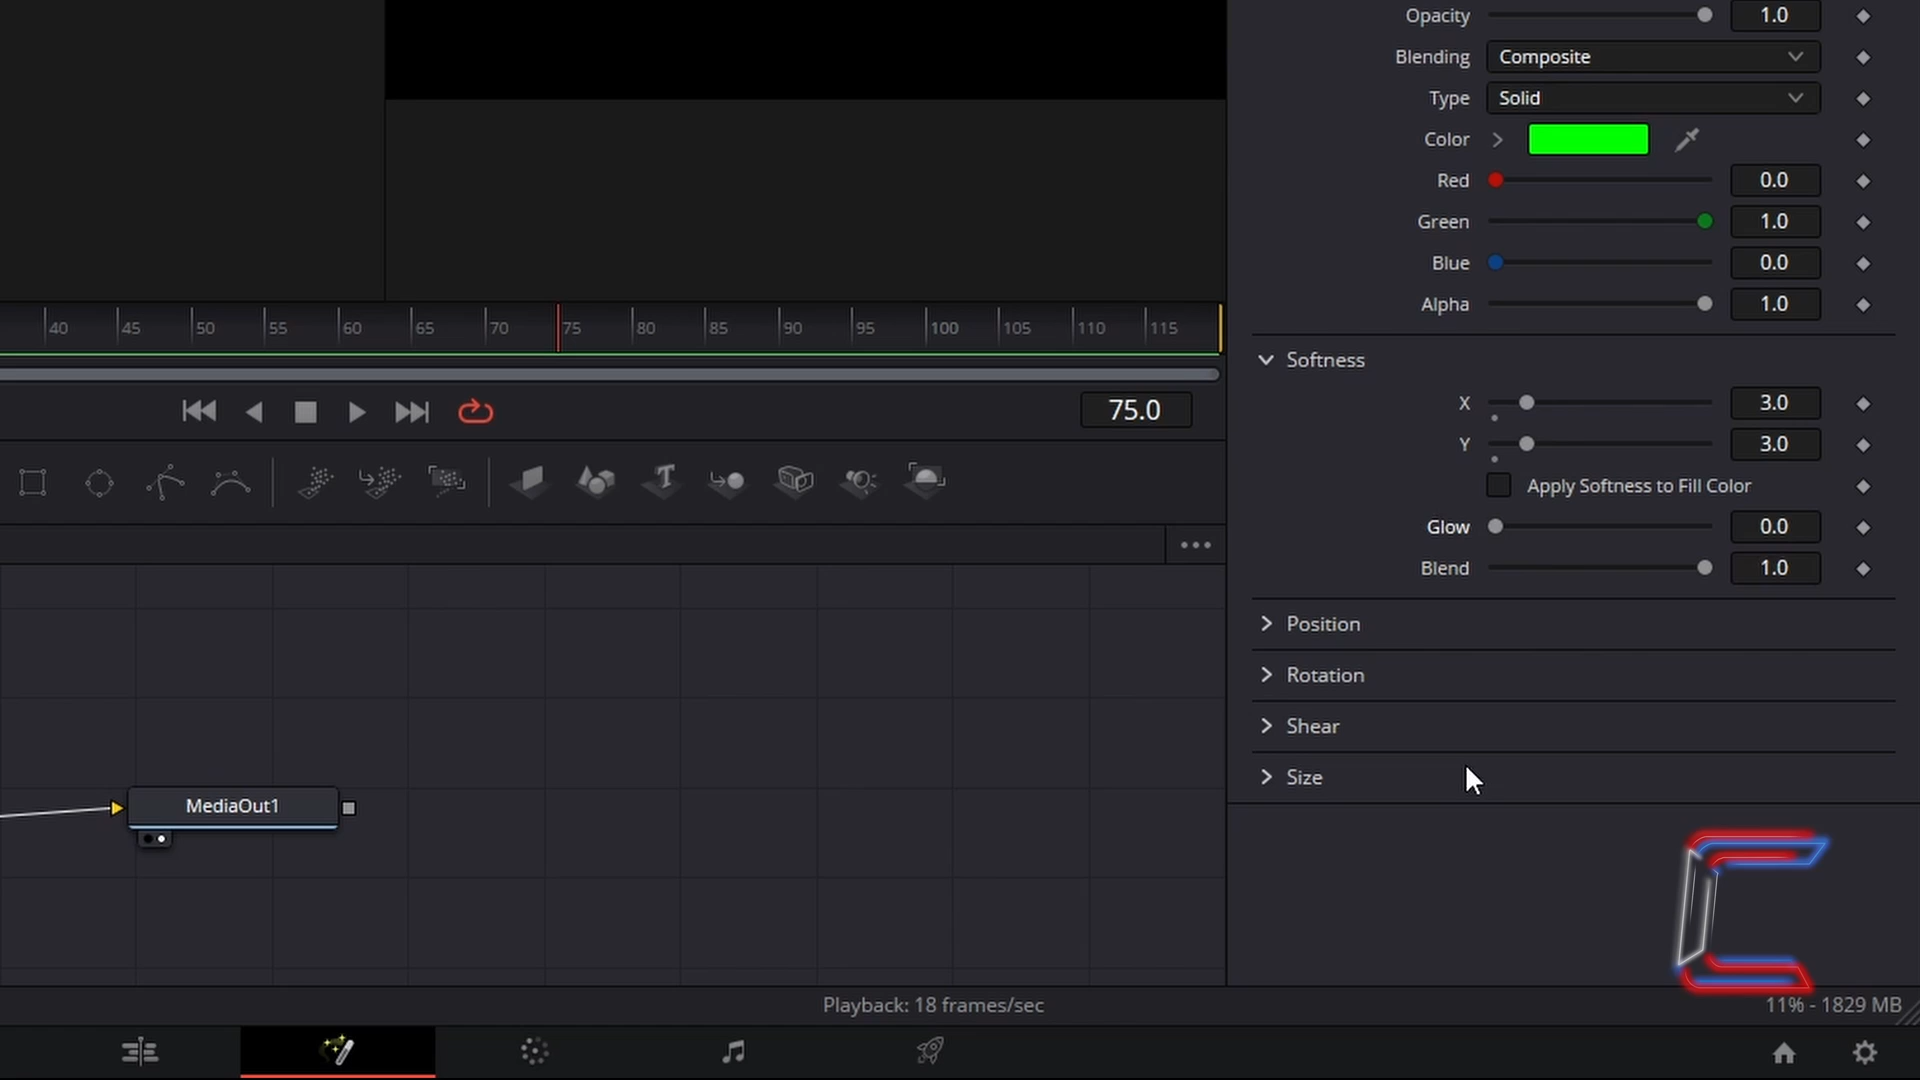 Opacity 1.0
Blending Composite
Type Solid
Color
Red 0.0
Green 1.0
Blue 0.0
Alpha 1.0
40 45 50 55 60 65 70 75 80 85 90 95 100 105 110 115
Softness
X 3.0
75.0
Y 3.0
Apply Softness to Fill Color
Glow 0.0
Blend 1.0
Position
Rotation
Shear
Size
MediaOut1
Playback: 18 frames/sec
11% - 1829 MB